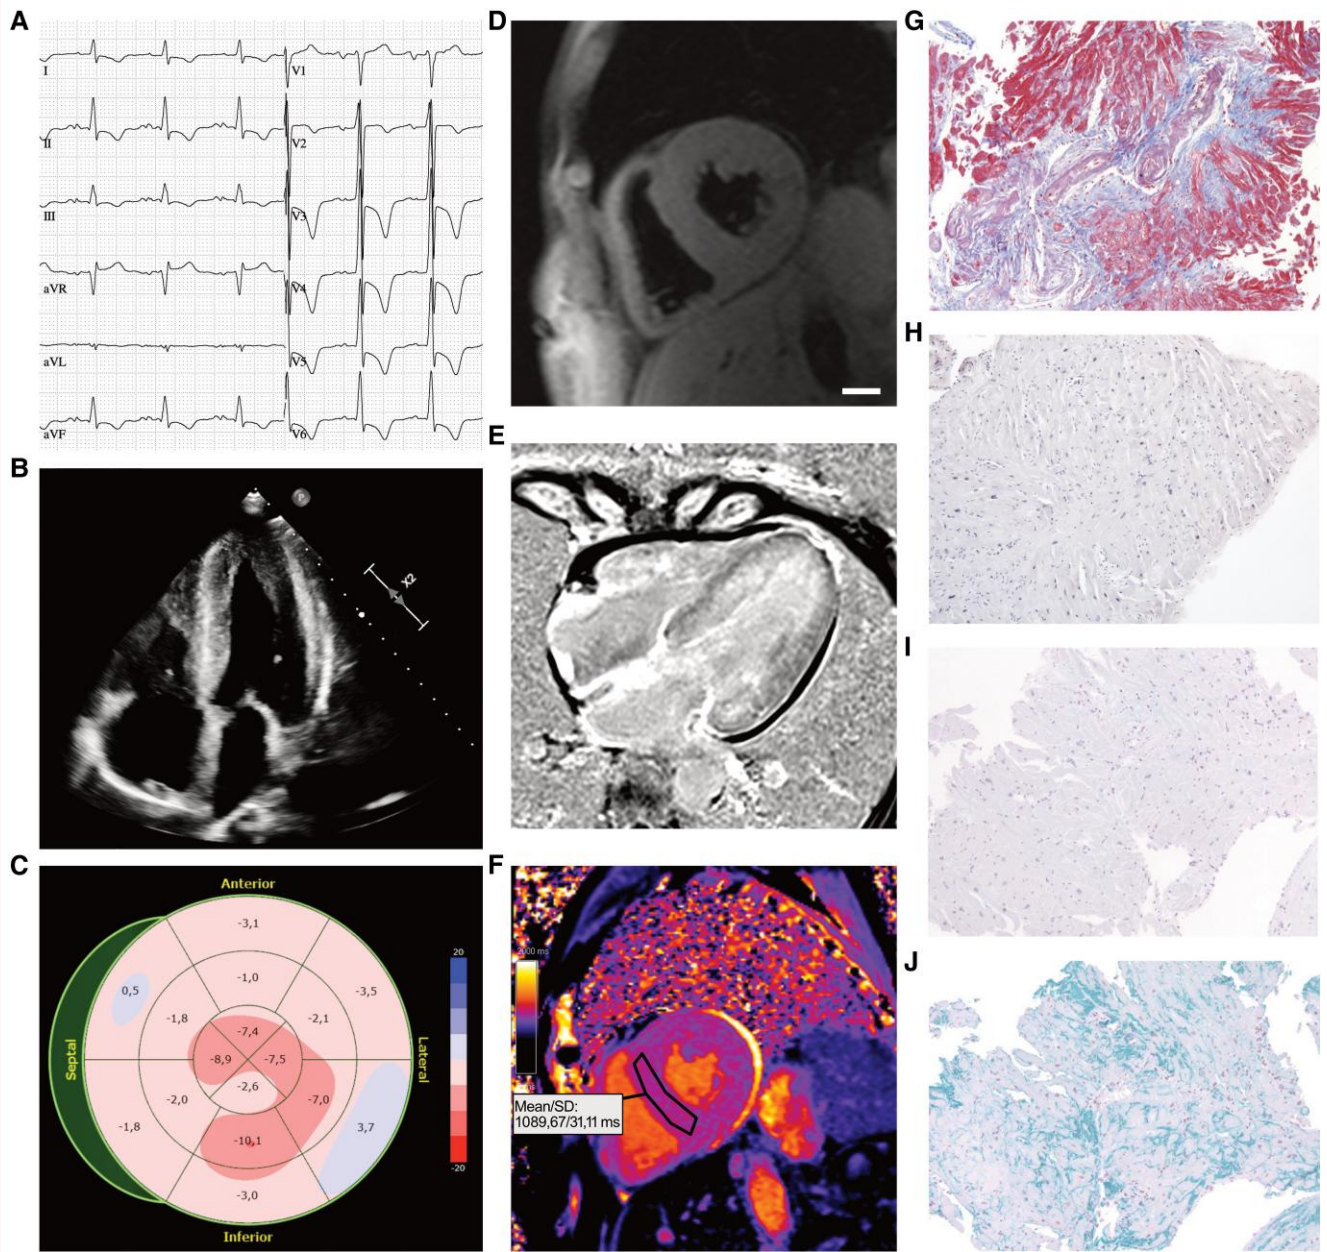 A
I
V1
II
V2
III
V3
aVR
V4
aVL
V5
aVF
V6
B
P
X2
C
Anterior
-3,1
-1,0
0,5
-3,5
-1,8
-2,1
-7,4
-8,9
-7,5
-2,6
-2,0
-7,0
-1,8
3,7
-10,1
-3,0
Septal
Lateral
Inferior
20
-20
D
E
F
2000 ms
Mean/SD:
1089,67/31,11 ms
G
H
I
J